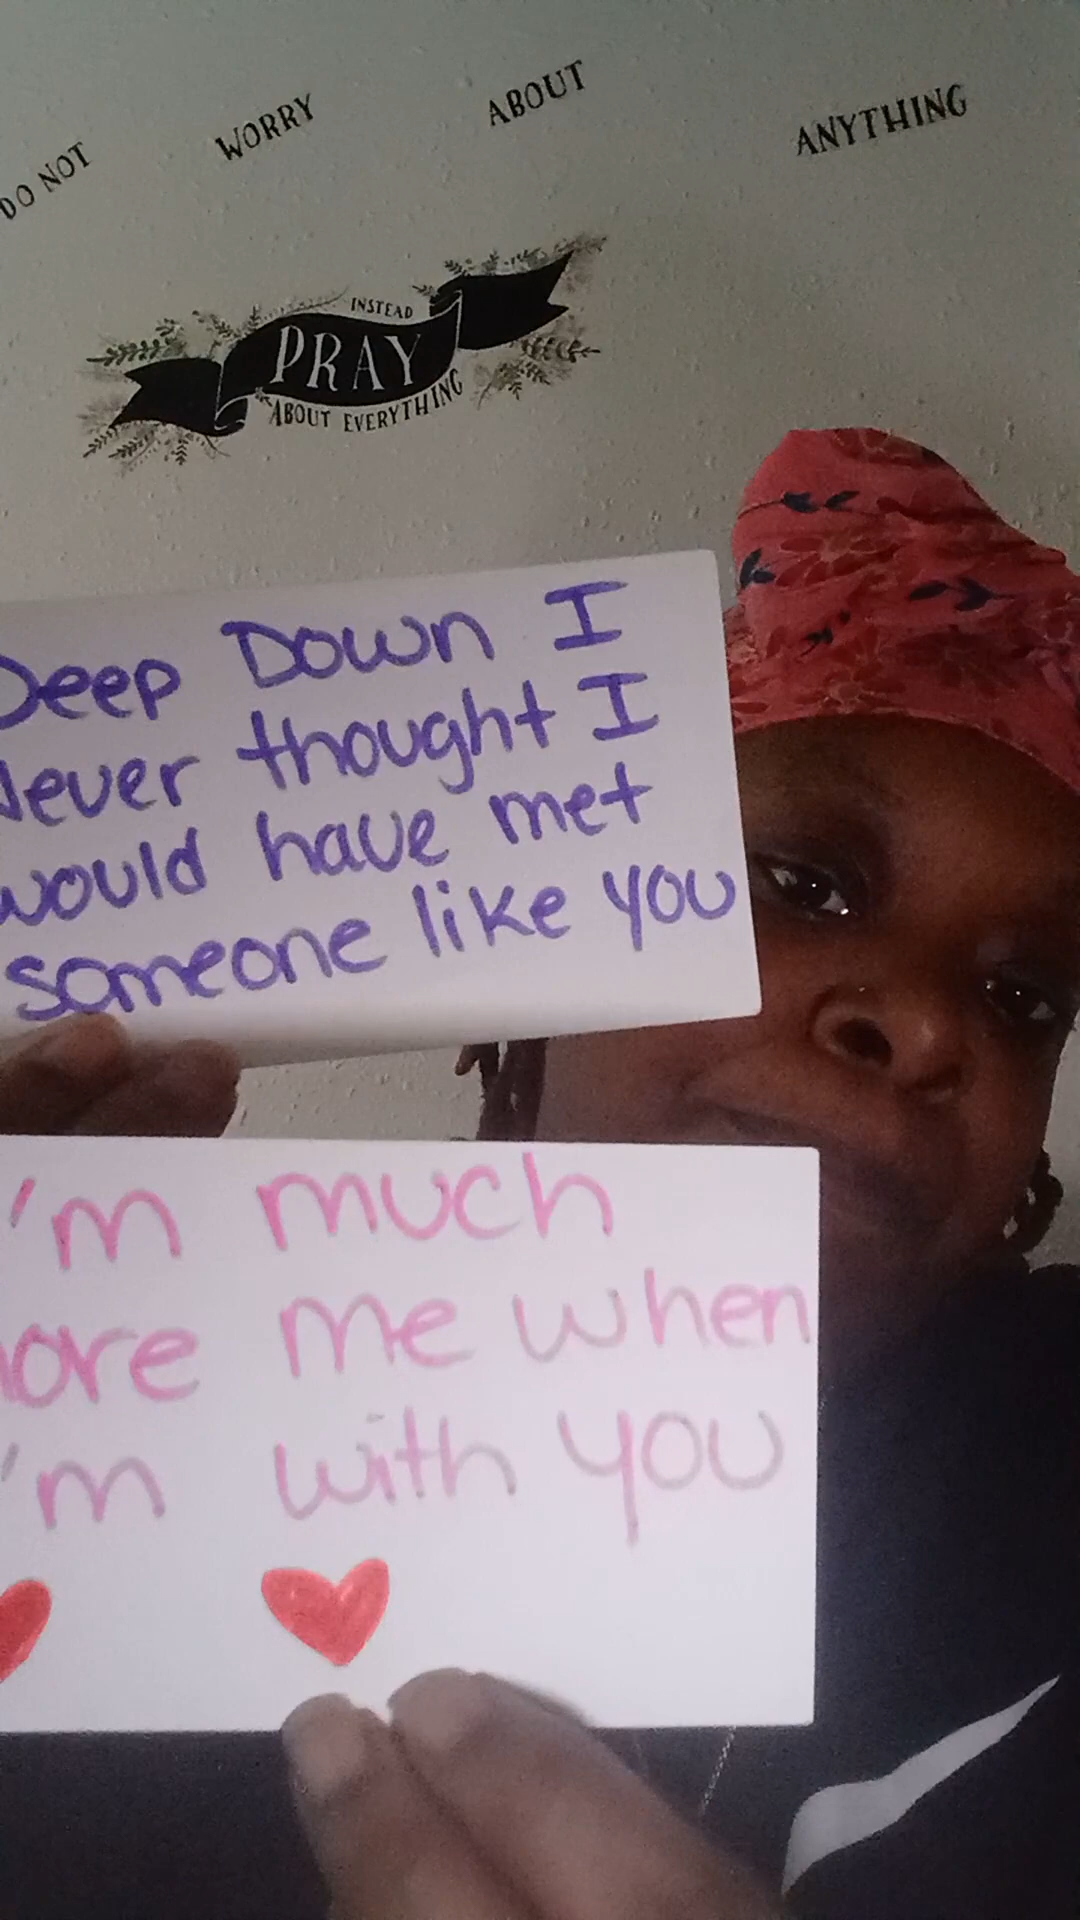 DO NOT WORRY ABOUT ANYTHING
INSTEAD
PRAY
ABOUT EVERYTHING
Deep Down I
Never thought I
would have met
someone like you
I'm much
more me when
I'm with you